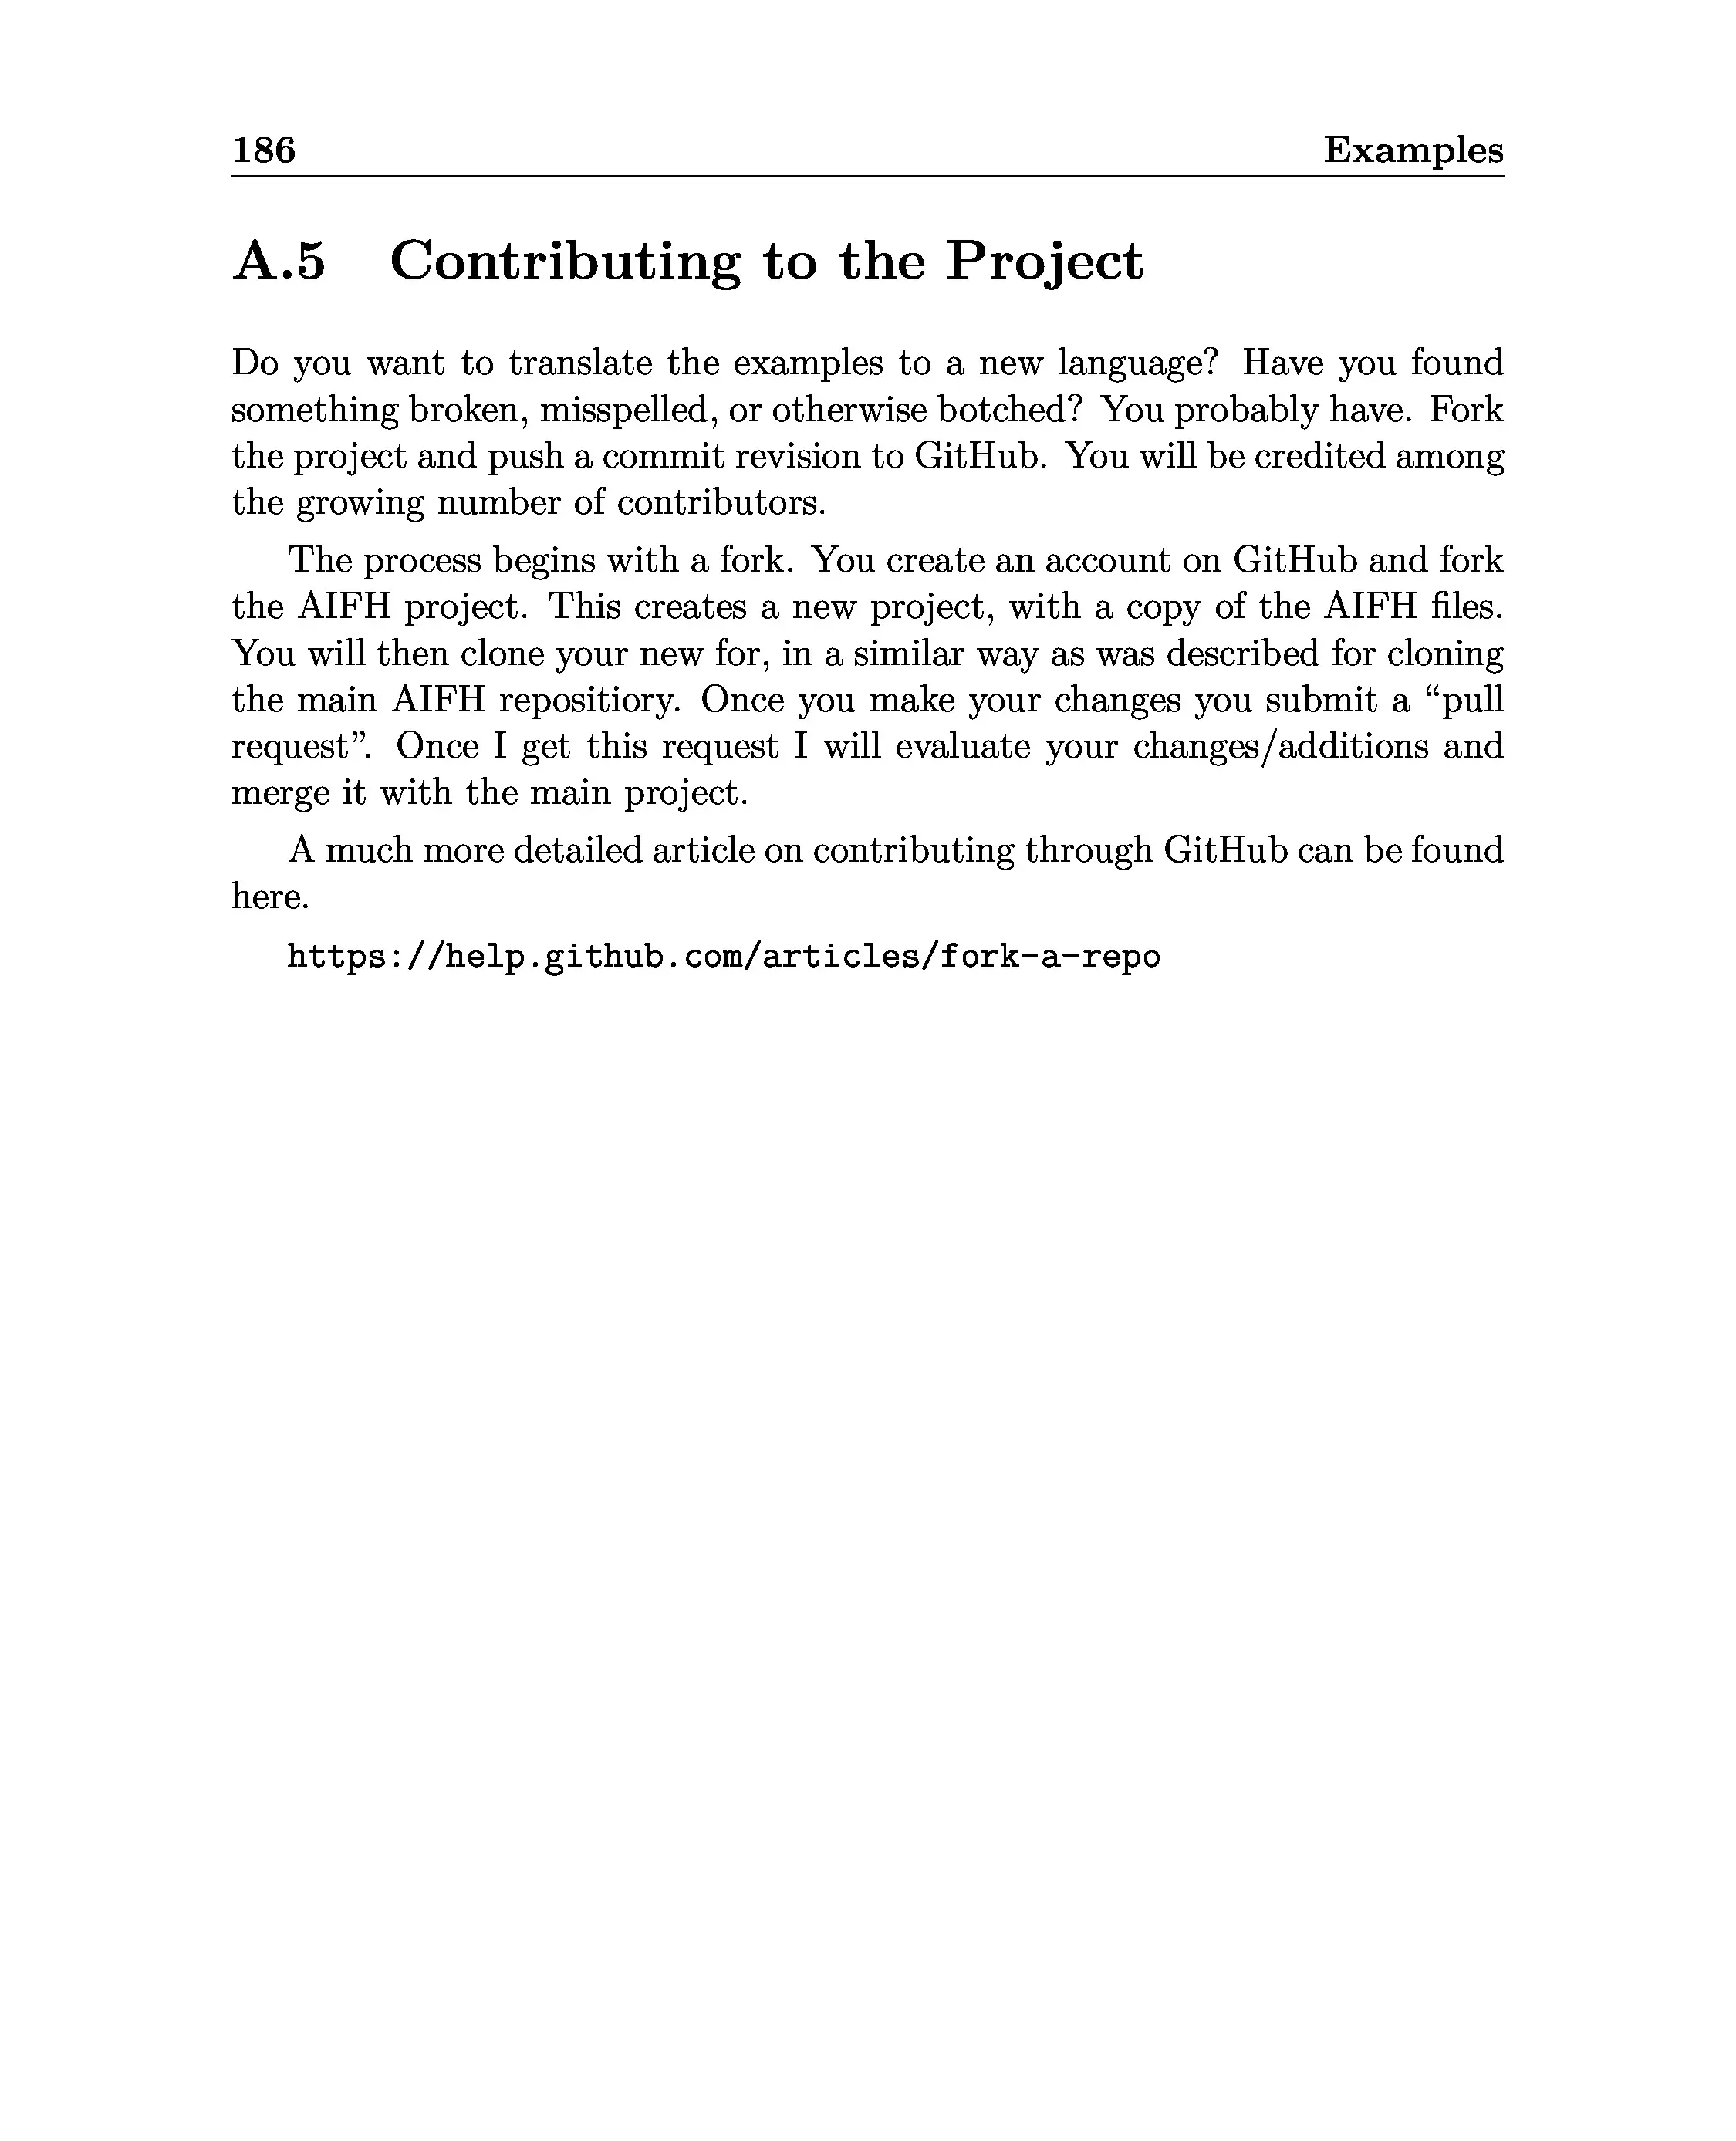 186 Examples
A.5 Contributing to the Project
Do you want to translate the examples to a new language? Have you found
something broken, misspelled, or otherwise botched? You probably have. Fork
the project and push a commit revision to GitHub. You will be credited among
the growing number of contributors.
The process begins with a fork. You create an account on GitHub and fork
the AIFH project. This creates a new project, with a copy of the AIFH files.
You will then clone your new for, in a similar way as was described for cloning
the main AIFH repositiory. Once you make your changes you submit a “pull
request”. Once I get this request I will evaluate your changes/additions and
merge it with the main project.
A much more detailed article on contributing through GitHub can be found
here.
https://help.github.com/articles/fork-a-repo